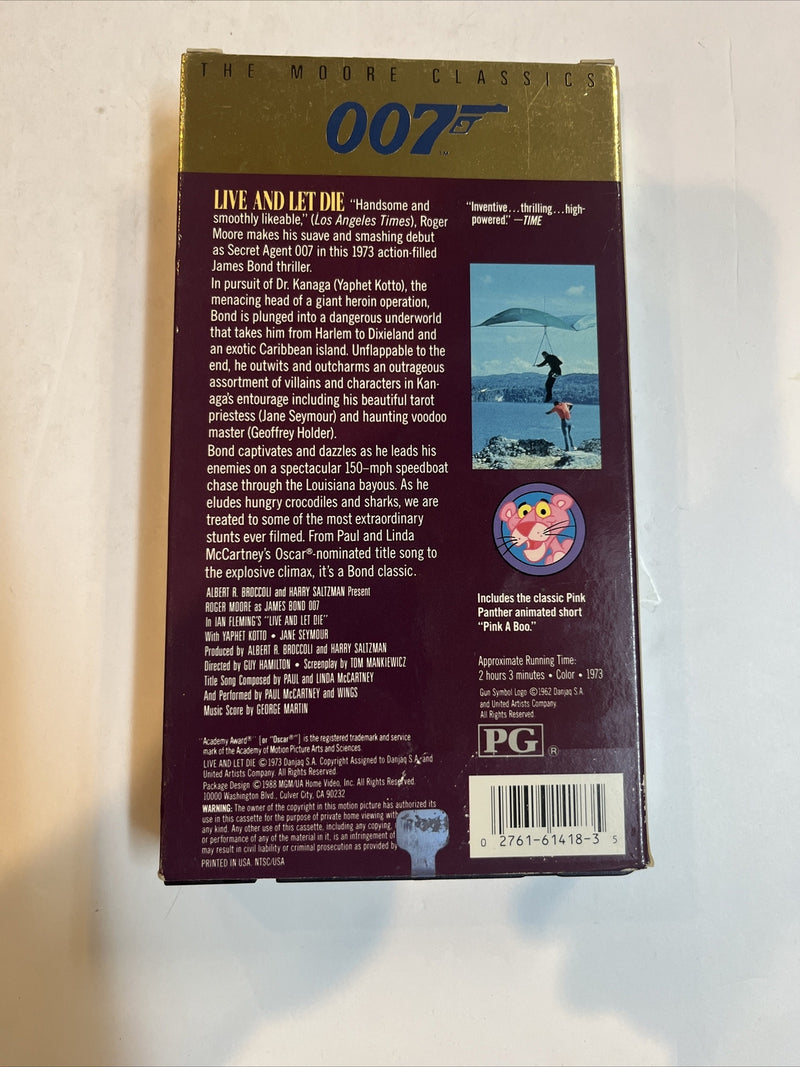 THE MOORE CLASSICS
007
LIVE AND LET DIE "Handsome and
smoothly likeable," (Los Angeles Times), Roger
Moore makes his suave and smashing debut
as Secret Agent 007 in this 1973 action-filled
James Bond thriller.
In pursuit of Dr. Kanaga (Yaphet Kotto), the
menacing head of a giant heroin operation,
Bond is plunged into a dangerous underworld
that takes him from Harlem to Dixieland and
an exotic Caribbean island. Unflappable to the
end, he outwits and outcharms an outrageous
assortment of villains and characters in Kan-
aga's entourage including his beautiful tarot
priestess (Jane Seymour) and haunting voodoo
master (Geoffrey Holder).
Bond captivates and dazzles as he leads his
enemies on a spectacular 150-mph speedboat
chase through the Louisiana bayous. As he
eludes hungry crocodiles and sharks, we are
treated to some of the most extraordinary
stunts ever filmed. From Paul and Linda
McCartney's Oscar®-nominated title song to
the explosive climax, it's a Bond classic.
ALBERT R. BROCCOLI and HARRY SALTZMAN Present
ROGER MOORE as JAMES BOND 007
In IAN FLEMING'S "LIVE AND LET DIE"
With YAPHET KOTTO • JANE SEYMOUR
Produced by ALBERT R. BROCCOLI and HARRY SALTZMAN
Directed by GUY HAMILTON • Screenplay by TOM MANKIEWICZ
Title Song Composed by PAUL and LINDA McCARTNEY
And Performed by PAUL McCARTNEY and WINGS
Music Score by GEORGE MARTIN
"Academy Award®" [or "Oscar®"] is the registered trademark and service
mark of the Academy of Motion Picture Arts and Sciences.
LIVE AND LET DIE ©1973 Danjaq S.A. Copyright Assigned to Danjaq S.A. and
United Artists Company. All Rights Reserved.
Package Design ©1988 MGM/UA Home Video, Inc. All Rights Reserved.
10000 Washington Blvd., Culver City, CA 90232
WARNING: The owner of the copyright in this motion picture has authorized its
use in this cassette for the purpose of private home viewing with
any kind. Any other use of this cassette, including any copying,
or performance of any of the material in it, is an infringement of
may result in civil liability or criminal prosecution as provided by
PRINTED IN USA. NTSC/USA
"Inventive...thrilling...high-
powered." —TIME
Includes the classic Pink
Panther animated short
"Pink A Boo."
Approximate Running Time:
2 hours 3 minutes • Color • 1973
Gun Symbol Logo ©1962 Danjaq S.A.
and United Artists Company.
All Rights Reserved.
PG ®
0 2761-61418-3 5